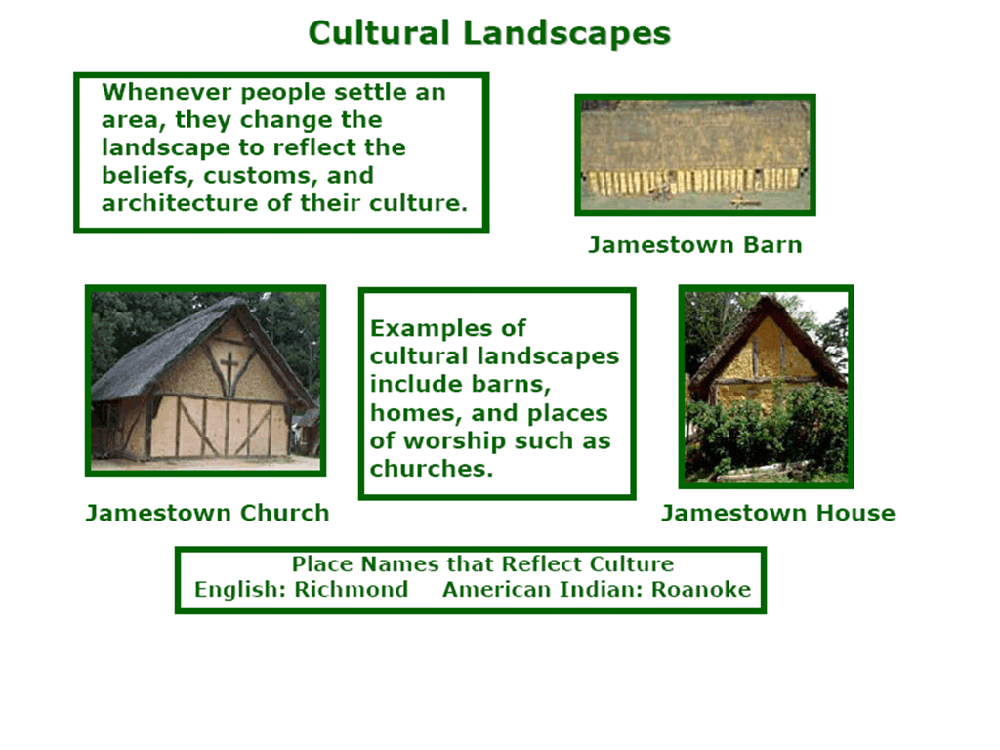 Cultural Landscapes
Whenever people settle an
area, they change the
landscape to reflect the
beliefs, customs, and
architecture of their culture.
Jamestown Barn
Examples of
cultural landscapes
include barns,
homes, and places
of worship such as
churches.
Jamestown Church
Jamestown House
Place Names that Reflect Culture
English: Richmond American Indian: Roanoke